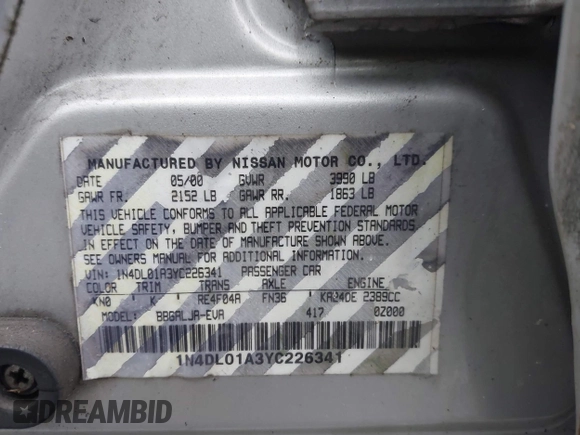 MANUFACTURED BY NISSAN MOTOR CO., LTD.
DATE 05/00 GVWR 3990 LB
GAWR FR. 2152 LB GAWR RR. 1863 LB
THIS VEHICLE CONFORMS TO ALL APPLICABLE FEDERAL MOTOR
VEHICLE SAFETY, BUMPER AND THEFT PREVENTION STANDARDS
IN EFFECT ON THE DATE OF MANUFACTURE SHOWN ABOVE.
SEE OWNERS MANUAL FOR ADDITIONAL INFORMATION.
VIN: 1N4DL01A3YC226341 PASSENGER CAR
COLOR TRIM TRANS AXLE ENGINE
KN0 K RE4F04A FN36 KA24DE 2389CC
MODEL: BBGALJA-EVA 417 0Z000
1N4DL01A3YC226341
DREAMBID